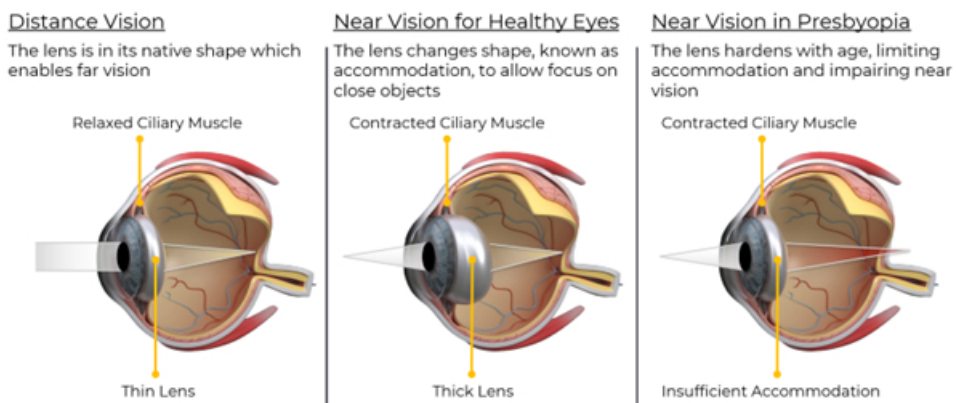 Distance Vision
The lens is in its native shape which
enables far vision
Relaxed Ciliary Muscle
Thin Lens
Near Vision for Healthy Eyes
The lens changes shape, known as
accommodation, to allow focus on
close objects
Contracted Ciliary Muscle
Thick Lens
Near Vision in Presbyopia
The lens hardens with age, limiting
accommodation and impairing near
vision
Contracted Ciliary Muscle
Insufficient Accommodation